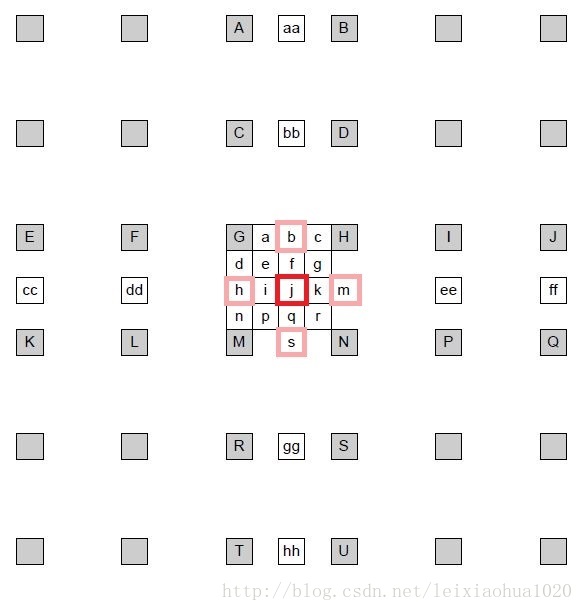 A aa B
C bb D
E F G a b c H I J
d e f g
cc dd h i j k m ee ff
n p q r
K L M s N P Q
R gg S
T hh U
http://blog.csdn.net/leixiaohua1020